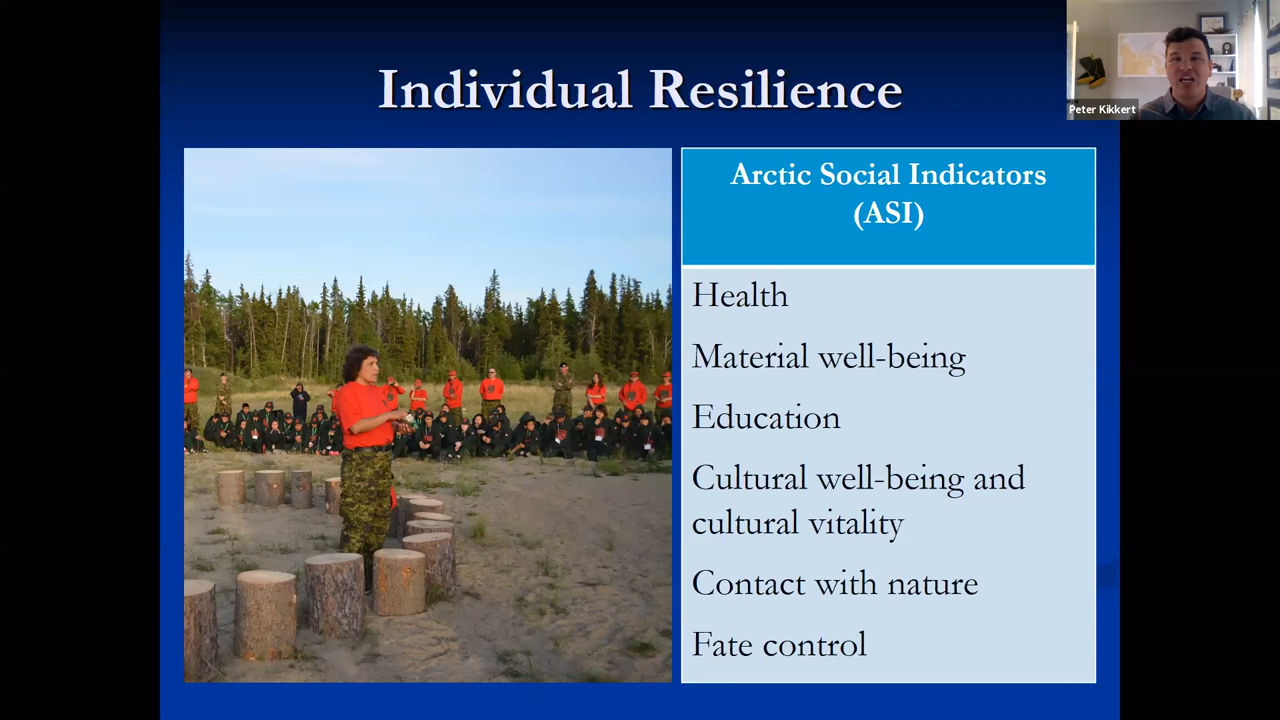 Individual Resilience
Peter Kikkert
Arctic Social Indicators
(ASI)
Health
Material well-being
Education
Cultural well-being and
cultural vitality
Contact with nature
Fate control